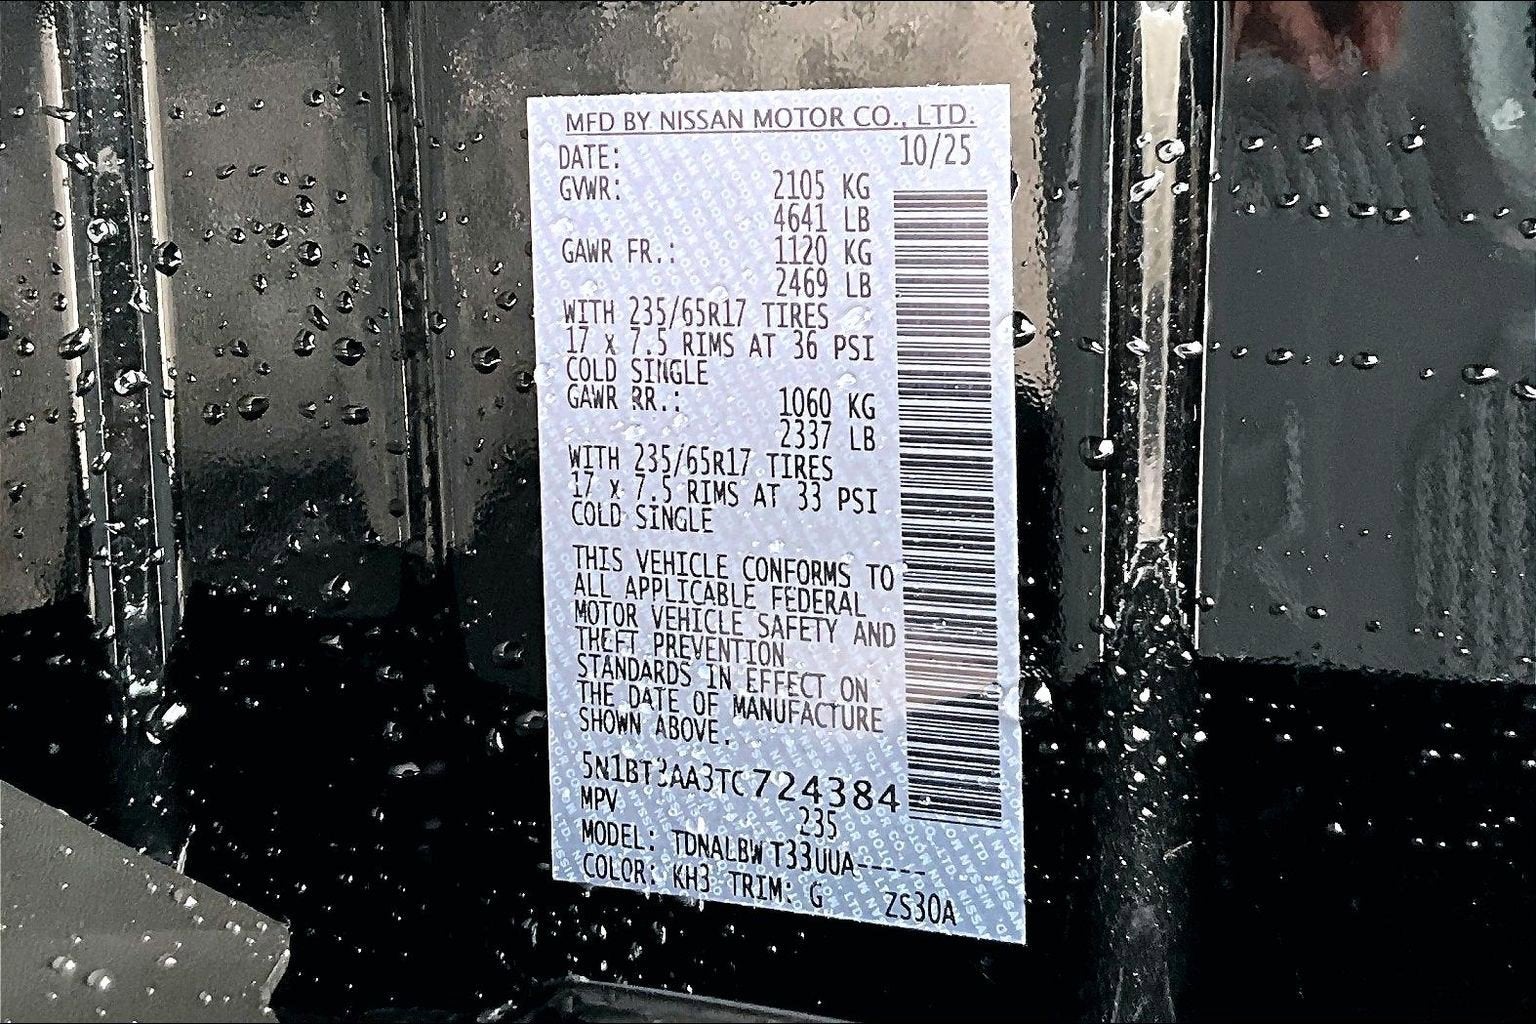 MFD BY NISSAN MOTOR CO., LTD.
DATE: 10/25
GVWR: 2105 KG
4641 LB
GAWR FR.: 1120 KG
2469 LB
WITH 235/65R17 TIRES
17 x 7.5 RIMS AT 36 PSI
COLD SINGLE
GAWR RR.: 1060 KG
2337 LB
WITH 235/65R17 TIRES
17 x 7.5 RIMS AT 33 PSI
COLD SINGLE
THIS VEHICLE CONFORMS TO
ALL APPLICABLE FEDERAL
MOTOR VEHICLE SAFETY AND
THEFT PREVENTION
STANDARDS IN EFFECT ON
THE DATE OF MANUFACTURE
SHOWN ABOVE.
5N1BT3AA3TC724384
MPV 235
MODEL: TDNALBW T33UUA-----
COLOR: KH3 TRIM: G ZS30A